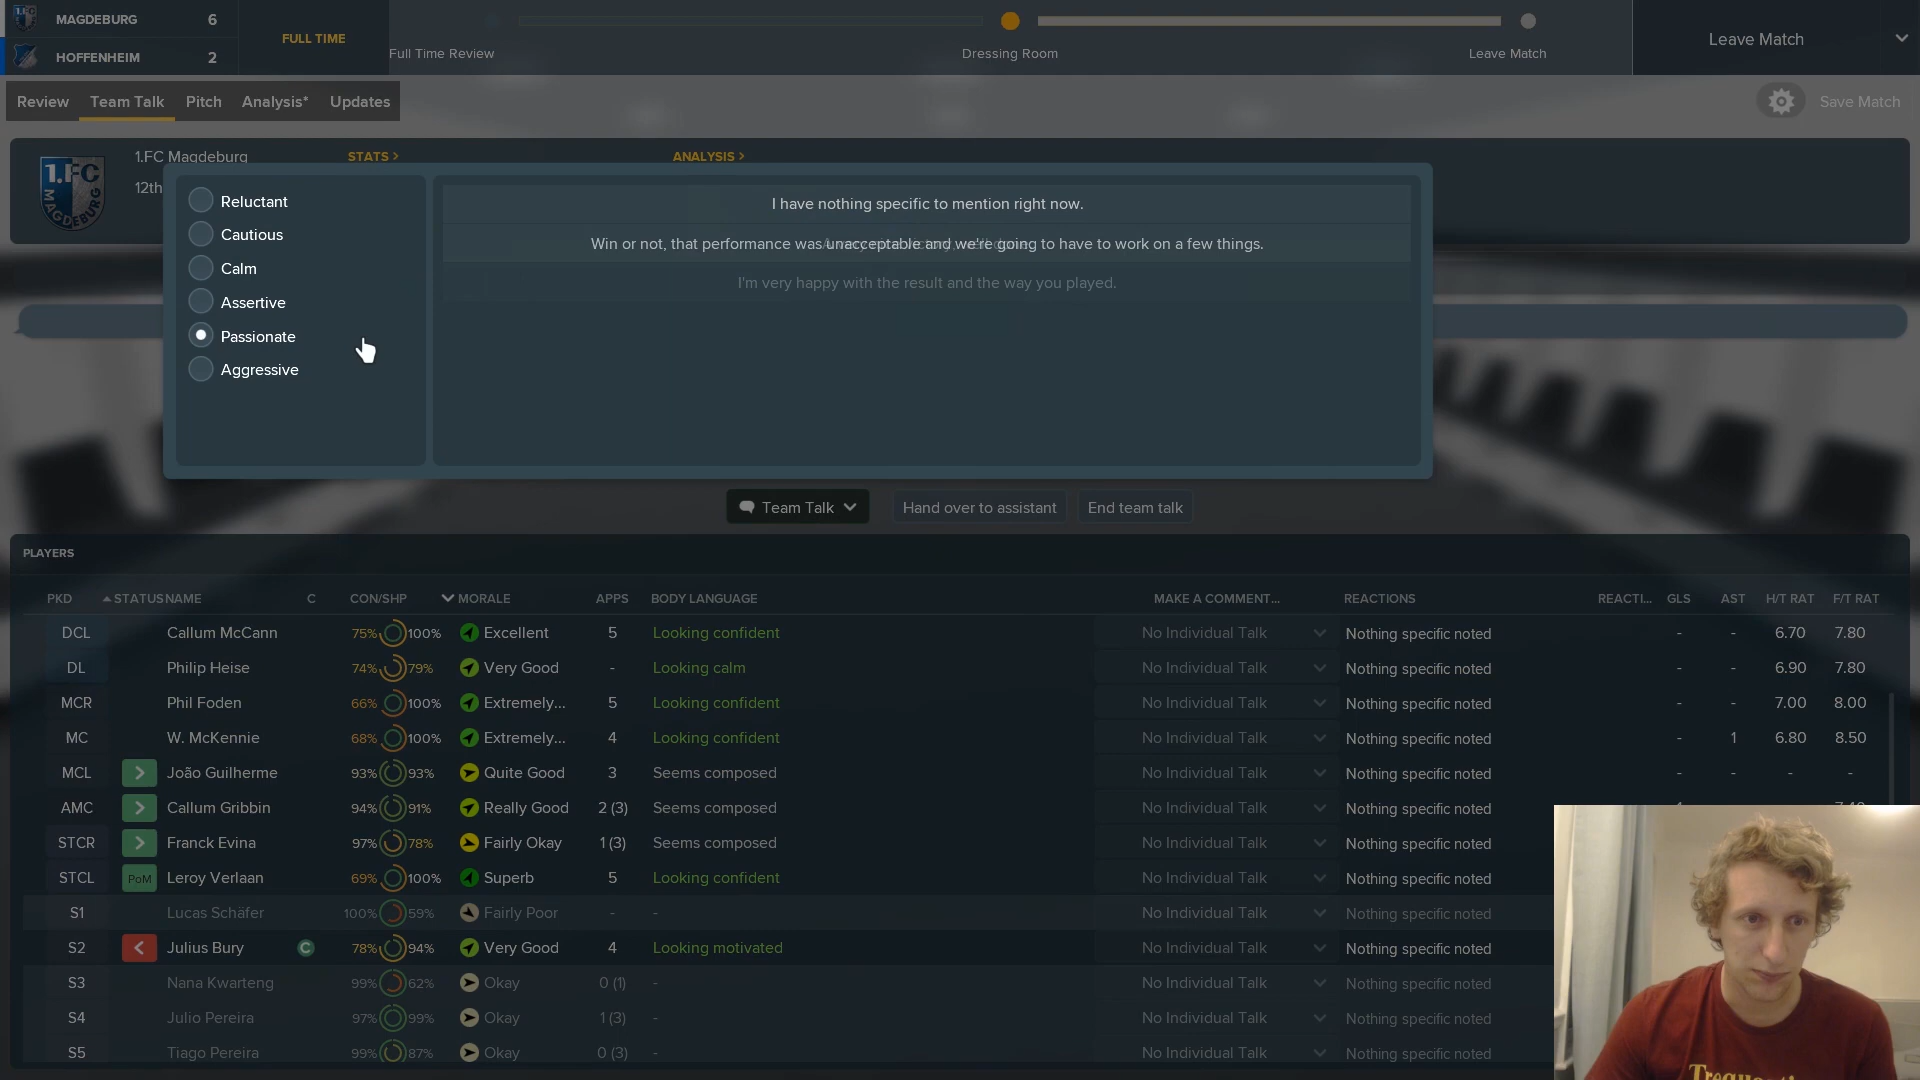 MAGDEBURG 6
HOFFENHEIM 2
FULL TIME
Full Time Review
Dressing Room
Leave Match
Leave Match
Review Team Talk Pitch Analysis* Updates
Save Match
1.FC MAGDEBURG
1.FC Magdeburg
12th
STATS >
ANALYSIS >
Reluctant
Cautious
Calm
Assertive
Passionate
Aggressive
I have nothing specific to mention right now.
Win or not, that performance was and we're going to have to work on a few things.
I'm very happy with the result and the way you played.
Team Talk
Hand over to assistant
End team talk
PLAYERS
PKD STATUS NAME C CON/SHP MORALE APPS BODY LANGUAGE MAKE A COMMENT... REACTIONS REACTI... GLS AST H/T RAT F/T RAT
DCL Callum McCann 75% 100% Excellent 5 Looking confident No Individual Talk Nothing specific noted - - 6.70 7.80
DL Philip Heise 74% 79% Very Good - Looking calm No Individual Talk Nothing specific noted - - 6.90 7.80
MCR Phil Foden 66% 100% Extremely... 5 Looking confident No Individual Talk Nothing specific noted - - 7.00 8.00
MC W. McKennie 68% 100% Extremely... 4 Looking confident No Individual Talk Nothing specific noted - 1 6.80 8.50
MCL João Guilherme 93% 93% Quite Good 3 Seems composed No Individual Talk Nothing specific noted - - - -
AMC Callum Gribbin 94% 91% Really Good 2 (3) Seems composed No Individual Talk Nothing specific noted
STCR Franck Evina 97% 78% Fairly Okay 1 (3) Seems composed No Individual Talk Nothing specific noted
STCL PoM Leroy Verlaan 69% 100% Superb 5 Looking confident No Individual Talk Nothing specific noted
S1 Lucas Schäfer 100% 59% Fairly Poor - - No Individual Talk Nothing specific noted
S2 Julius Bury C 78% 94% Very Good 4 Looking motivated No Individual Talk Nothing specific noted
S3 Nana Kwarteng 99% 62% Okay 0 (1) - No Individual Talk Nothing specific noted
S4 Julio Pereira 97% 99% Okay 1 (3) - No Individual Talk Nothing specific noted
S5 Tiago Pereira 99% 87% Okay 0 (3) - No Individual Talk Nothing specific noted